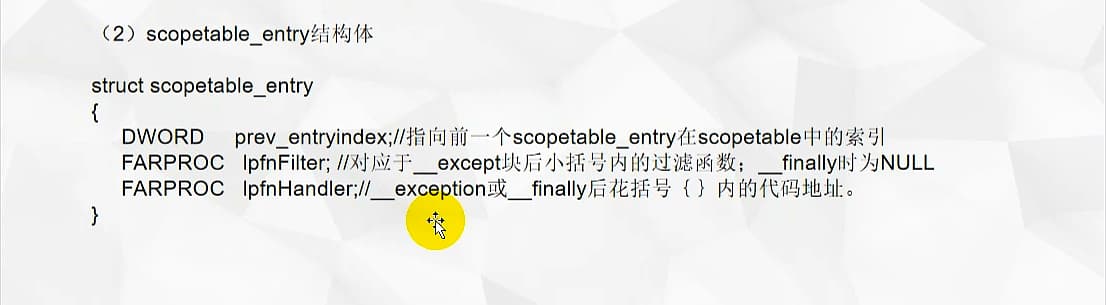 （2）scopetable_entry结构体
struct scopetable_entry
{
DWORD prev_entryindex;//指向前一个scopetable_entry在scopetable中的索引
FARPROC lpfnFilter; //对应于__except块后小括号内的过滤函数；__finally时为NULL
FARPROC lpfnHandler;//__exception或__finally后花括号｛｝内的代码地址。
}